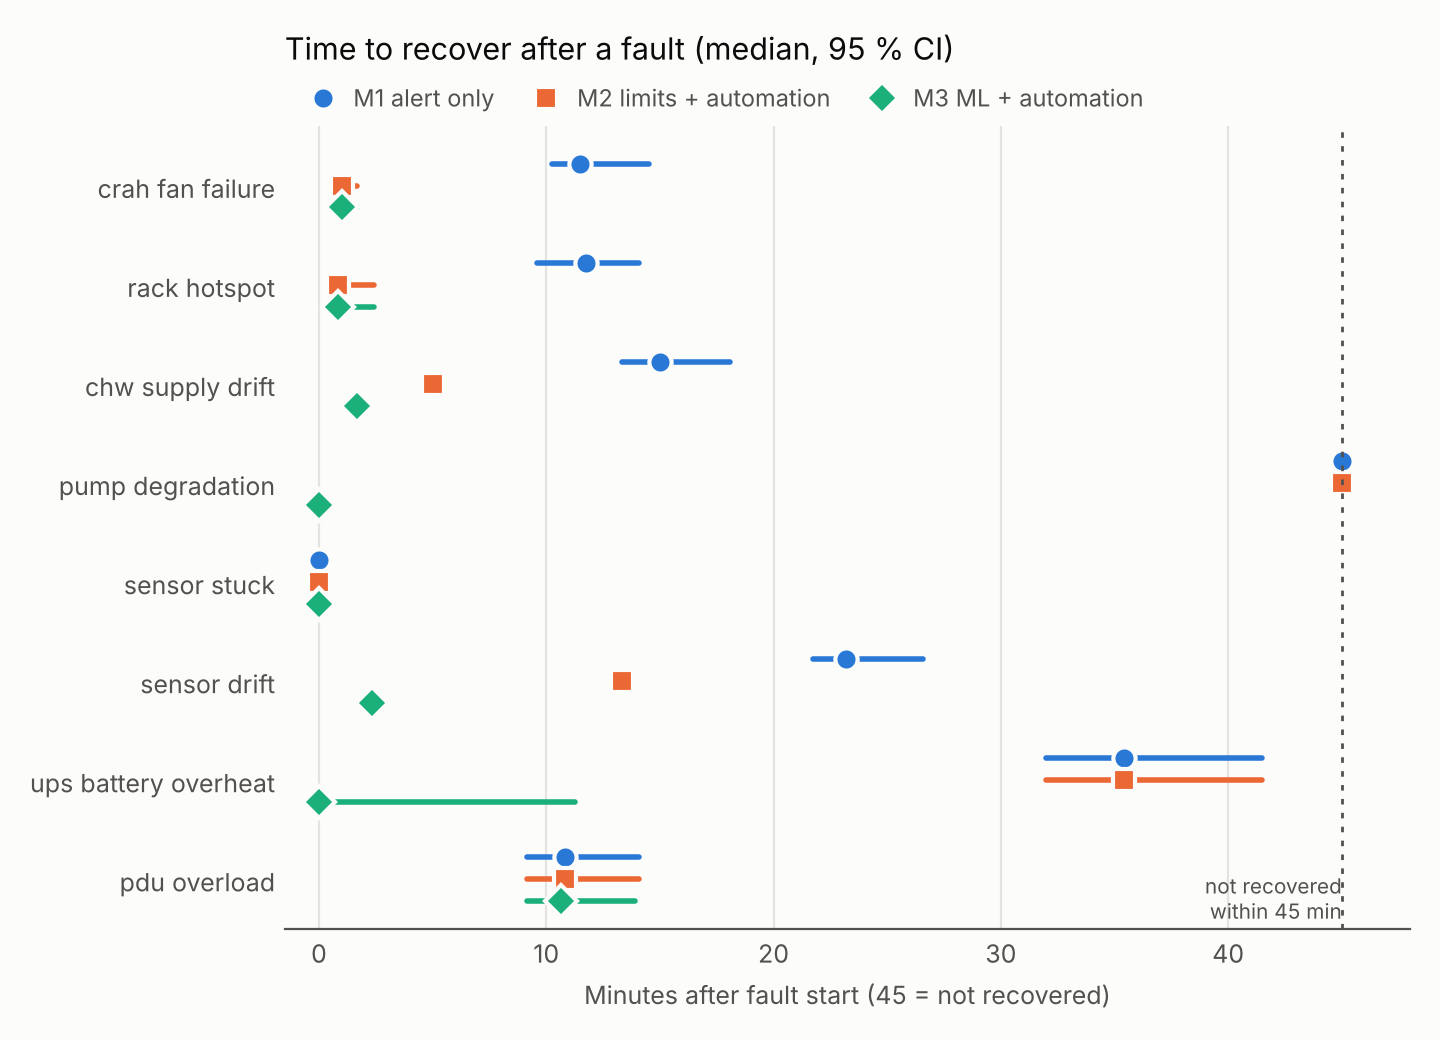 Time to recover after a fault (median, 95 % CI)
M1 alert only M2 limits + automation M3 ML + automation
crah fan failure
rack hotspot
chw supply drift
pump degradation
sensor stuck
sensor drift
ups battery overheat
pdu overload
not recovered
within 45 min
0 10 20 30 40
Minutes after fault start (45 = not recovered)